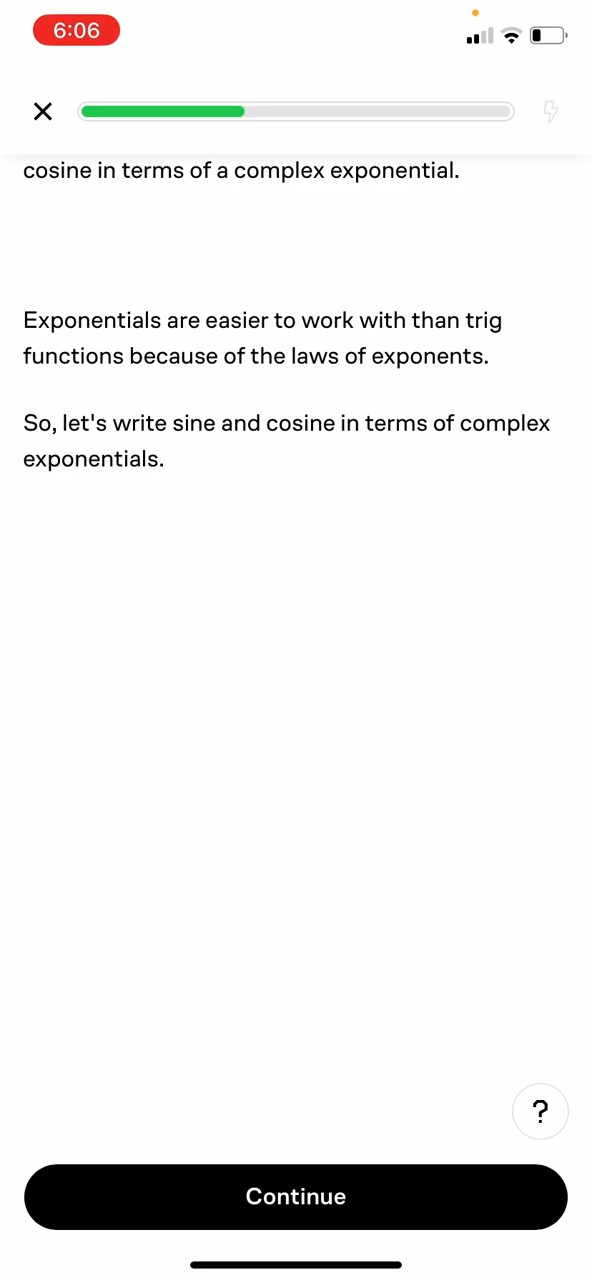 6:06
cosine in terms of a complex exponential.
Exponentials are easier to work with than trig
functions because of the laws of exponents.
So, let's write sine and cosine in terms of complex
exponentials.
?
Continue